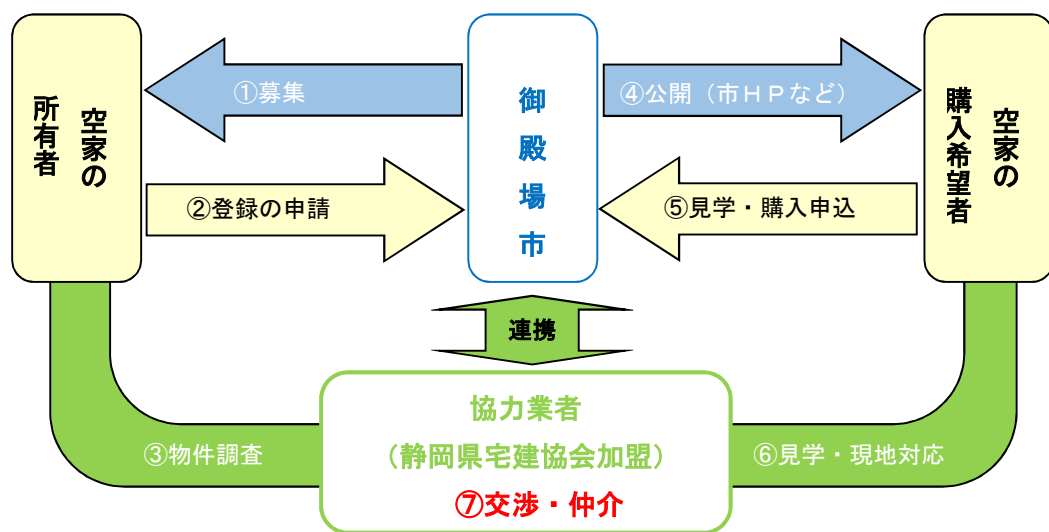 空家の
所有者
①募集
②登録の申請
御殿場市
④公開（市ＨＰなど）
⑤見学・購入申込
空家の
購入希望者
連携
③物件調査
協力業者
（静岡県宅建協会加盟）
⑦交渉・仲介
⑥見学・現地対応